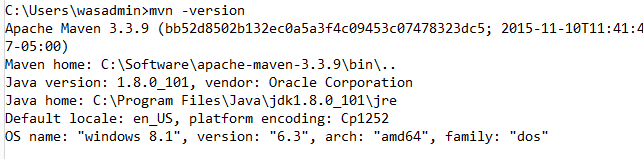 C:\Users\wasadmin>mvn -version
Apache Maven 3.3.9 (bb52d8502b132ec0a5a3f4c09453c07478323dc5; 2015-11-10T11:41:4
7-05:00)
Maven home: C:\Software\apache-maven-3.3.9\bin\..
Java version: 1.8.0_101, vendor: Oracle Corporation
Java home: C:\Program Files\Java\jdk1.8.0_101\jre
Default locale: en_US, platform encoding: Cp1252
OS name: "windows 8.1", version: "6.3", arch: "amd64", family: "dos"